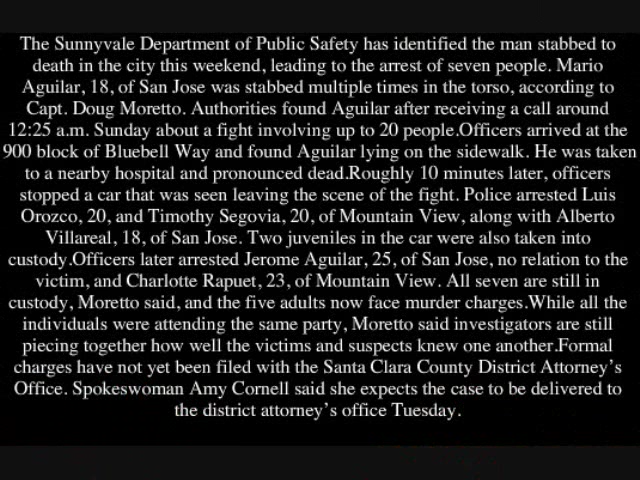 The Sunnyvale Department of Public Safety has identified the man stabbed to
death in the city this weekend, leading to the arrest of seven people. Mario
Aguilar, 18, of San Jose was stabbed multiple times in the torso, according to
Capt. Doug Moretto. Authorities found Aguilar after receiving a call around
12:25 a.m. Sunday about a fight involving up to 20 people.Officers arrived at the
900 block of Bluebell Way and found Aguilar lying on the sidewalk. He was taken
to a nearby hospital and pronounced dead.Roughly 10 minutes later, officers
stopped a car that was seen leaving the scene of the fight. Police arrested Luis
Orozco, 20, and Timothy Segovia, 20, of Mountain View, along with Alberto
Villareal, 18, of San Jose. Two juveniles in the car were also taken into
custody.Officers later arrested Jerome Aguilar, 25, of San Jose, no relation to the
victim, and Charlotte Rapuet, 23, of Mountain View. All seven are still in
custody, Moretto said, and the five adults now face murder charges.While all the
individuals were attending the same party, Moretto said investigators are still
piecing together how well the victims and suspects knew one another.Formal
charges have not yet been filed with the Santa Clara County District Attorney's
Office. Spokeswoman Amy Cornell said she expects the case to be delivered to
the district attorney's office Tuesday.